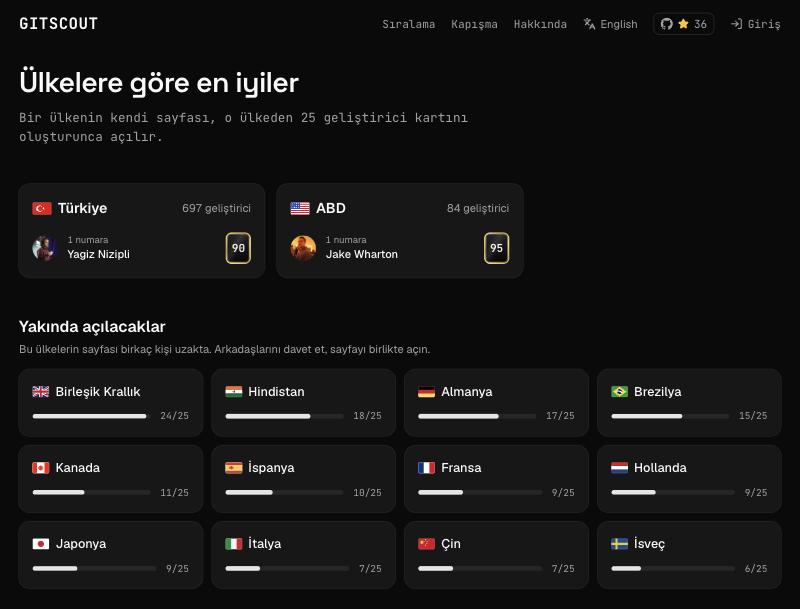 GITSCOUT
Sıralama Kapışma Hakkında English 36 Giriş
Ülkelere göre en iyiler
Bir ülkenin kendi sayfası, o ülkeden 25 geliştirici kartını
oluşturunca açılır.
Türkiye 697 geliştirici
1 numara
Yagiz Nizipli
90
ABD 84 geliştirici
1 numara
Jake Wharton
95
Yakında açılacaklar
Bu ülkelerin sayfası birkaç kişi uzakta. Arkadaşlarını davet et, sayfayı birlikte açın.
Birleşik Krallık
24/25
Hindistan
18/25
Almanya
17/25
Brezilya
15/25
Kanada
11/25
İspanya
10/25
Fransa
9/25
Hollanda
9/25
Japonya
9/25
İtalya
7/25
Çin
7/25
İsveç
6/25